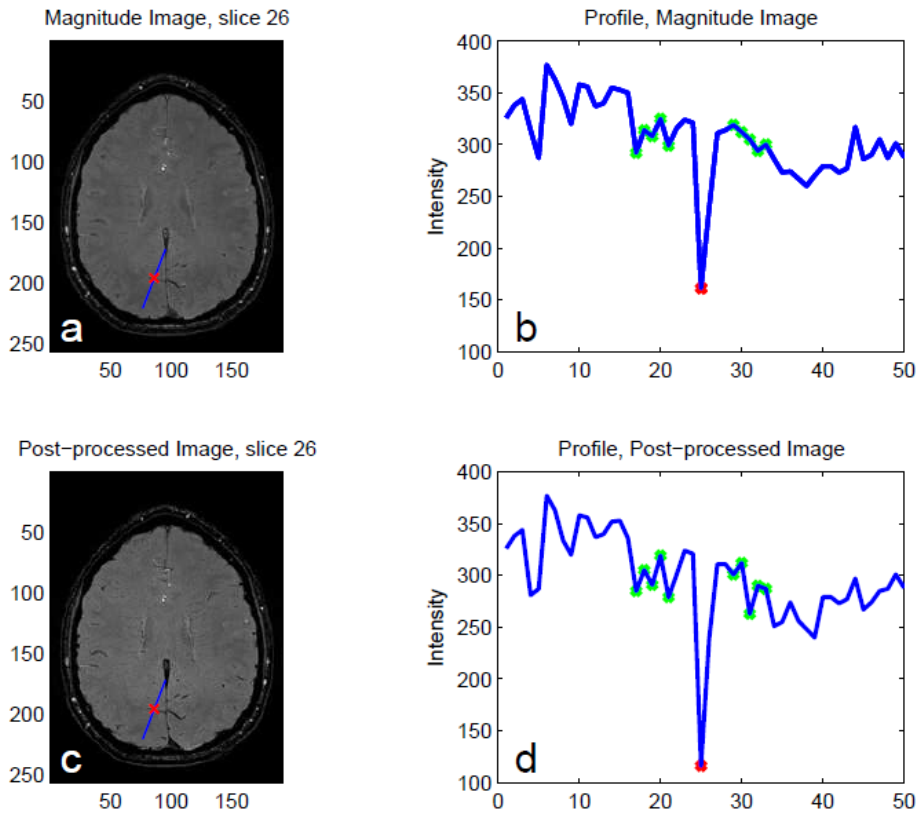 Magnitude Image, slice 26
50
100
150
200
250
a
50 100 150
Profile, Magnitude Image
400
350
300
250
200
150
100
Intensity
b
0 10 20 30 40 50
Post−processed Image, slice 26
50
100
150
200
250
c
50 100 150
Profile, Post−processed Image
400
350
300
250
200
150
100
Intensity
d
0 10 20 30 40 50